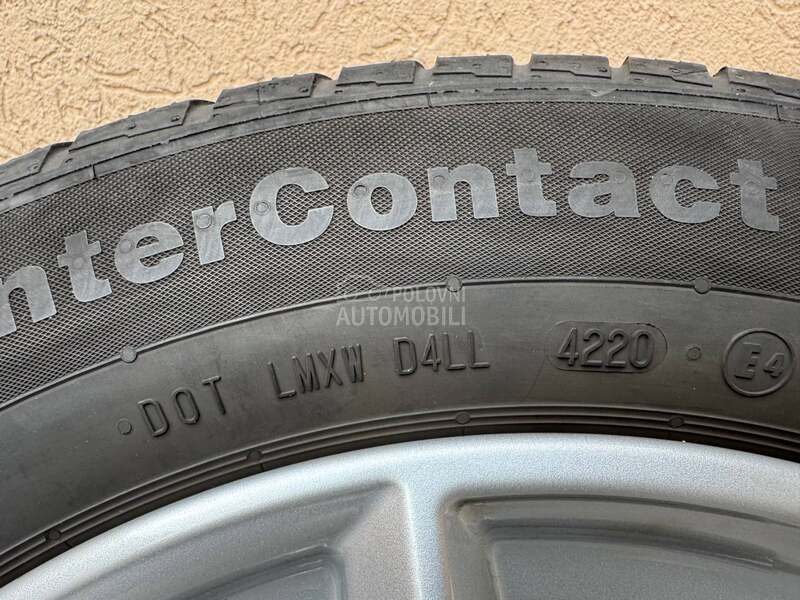 nterContact
POLOVNI
AUTOMOBILI
DOT LMXW D4LL 4220 E4